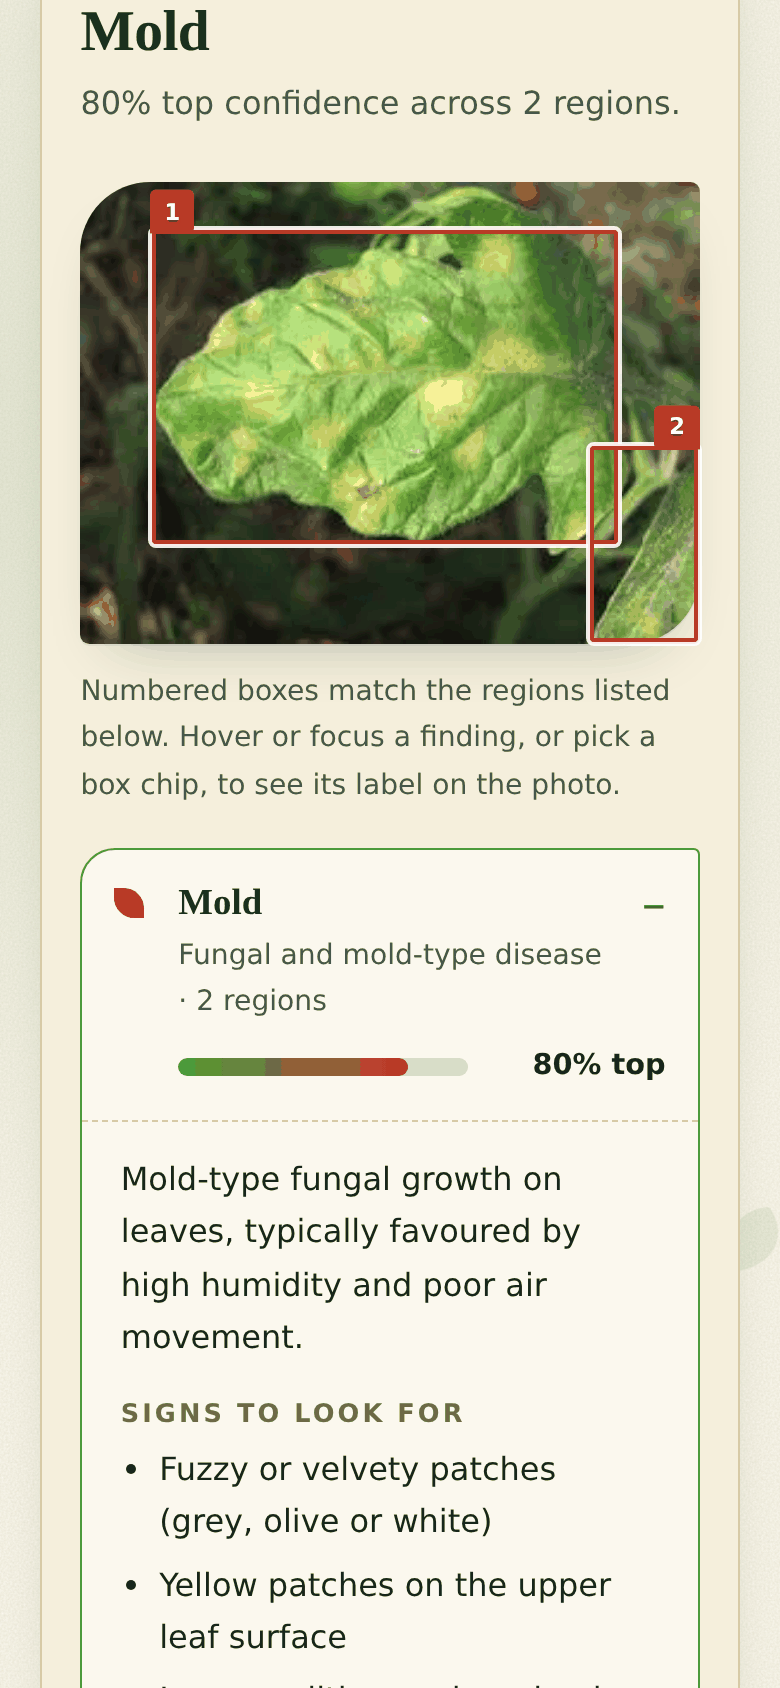 Mold
80% top confidence across 2 regions.
1
2
Numbered boxes match the regions listed
below. Hover or focus a finding, or pick a
box chip, to see its label on the photo.
Mold
–
Fungal and mold-type disease
· 2 regions
80% top
Mold-type fungal growth on
leaves, typically favoured by
high humidity and poor air
movement.
SIGNS TO LOOK FOR
• Fuzzy or velvety patches
(grey, olive or white)
• Yellow patches on the upper
leaf surface